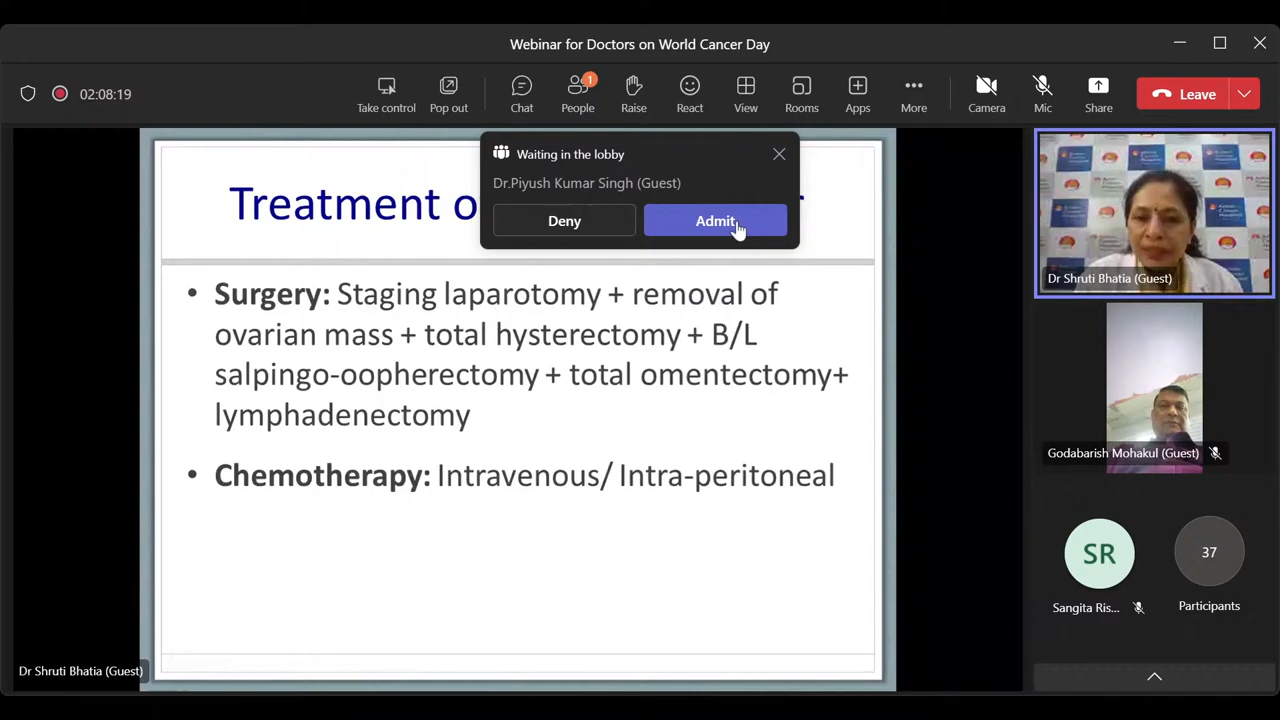 Webinar for Doctors on World Cancer Day
02:08:19
Take control
Pop out
Chat
1
People
Raise
React
View
Rooms
Apps
More
Camera
Mic
Share
Leave
Waiting in the lobby
Dr.Piyush Kumar Singh (Guest)
Deny
Admit
Treatment o
r
• Surgery: Staging laparotomy + removal of
ovarian mass + total hysterectomy + B/L
salpingo-oopherectomy + total omentectomy+
lymphadenectomy
• Chemotherapy: Intravenous/ Intra-peritoneal
Dr Shruti Bhatia (Guest)
Dr Shruti Bhatia (Guest)
Godabarish Mohakul (Guest)
SR
Sangita Ris...
37
Participants